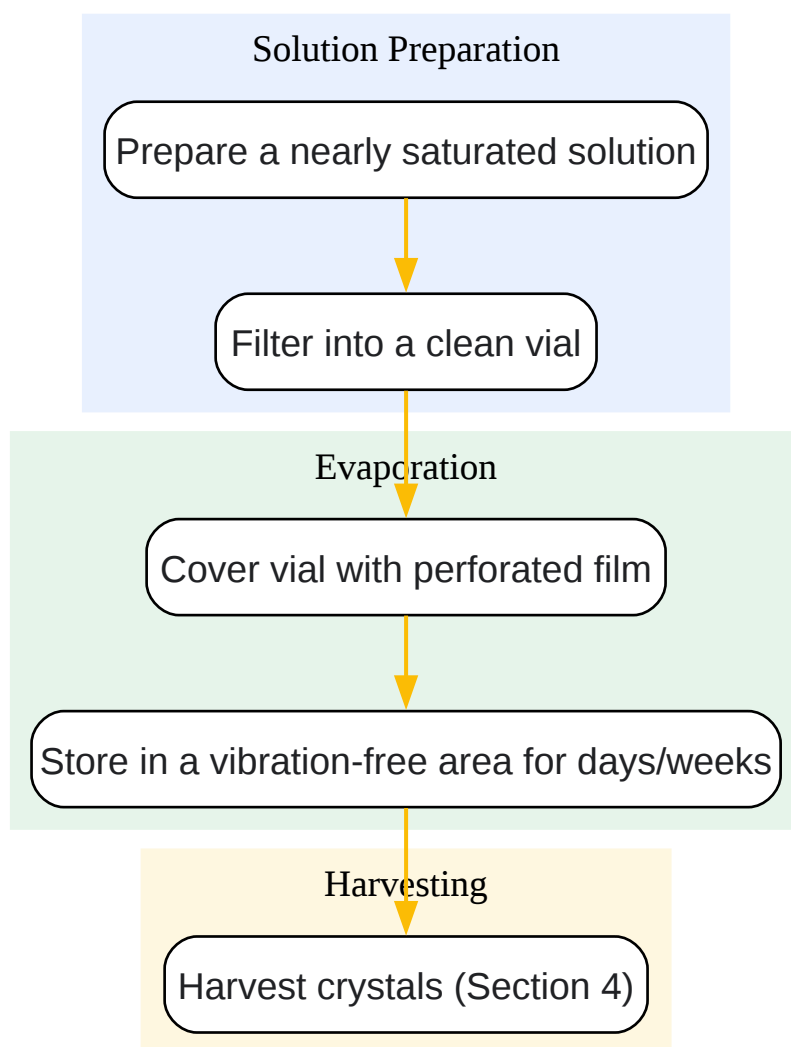 Solution Preparation
Prepare a nearly saturated solution
Filter into a clean vial
Evaporation
Cover vial with perforated film
Store in a vibration-free area for days/weeks
Harvesting
Harvest crystals (Section 4)